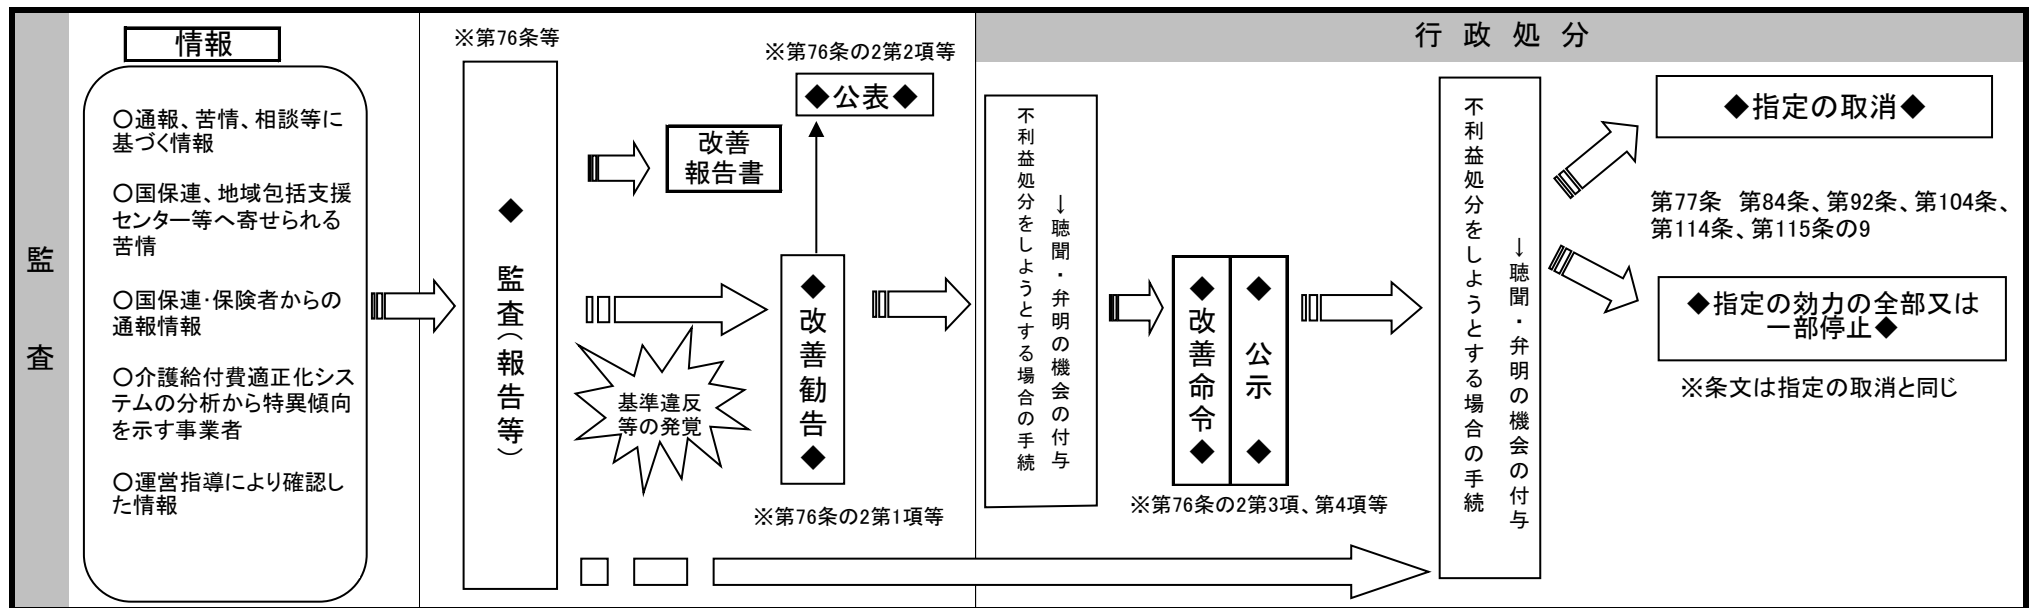 監査
情報
〇通報、苦情、相談等に
基づく情報
〇国保連、地域包括支援
センター等へ寄せられる
苦情
〇国保連・保険者からの
通報情報
〇介護給付費適正化シス
テムの分析から特異傾向
を示す事業者
〇運営指導により確認し
た情報
※第76条等
◆ 監査（報告等）
改善
報告書
基準違反
等の発覚
※第76条の2第2項等
◆公表◆
◆改善勧告◆
※第76条の2第1項等
行政処分
不利益処分をしようとする場合の手続
→聴聞・弁明の機会の付与
◆改善命令◆
◆公示◆
※第76条の2第3項、第4項等
不利益処分をしようとする場合の手続
→聴聞・弁明の機会の付与
◆指定の取消◆
第77条 第84条、第92条、第104条、
第114条、第115条の9
◆指定の効力の全部又は
一部停止◆
※条文は指定の取消と同じ